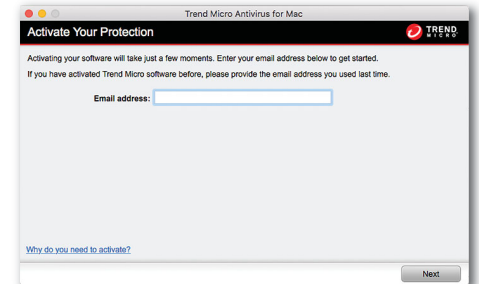 Trend Micro Antivirus for Mac
Activate Your Protection
TREND
MICRO
Activating your software will take just a few moments. Enter your email address below to get started.
If you have activated Trend Micro software before, please provide the email address you used last time.
Email address:
Why do you need to activate?
Next